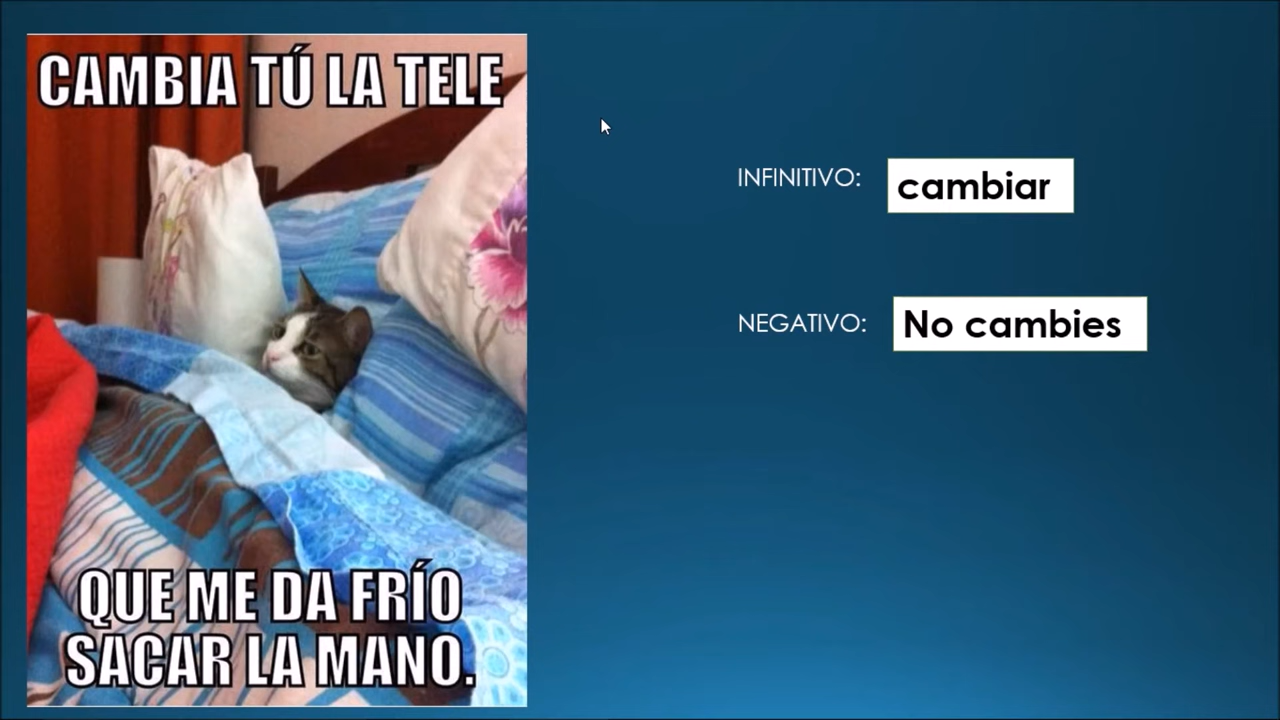 CAMBIA TÚ LA TELE
QUE ME DA FRÍO
SACAR LA MANO.
INFINITIVO: cambiar
NEGATIVO: No cambies